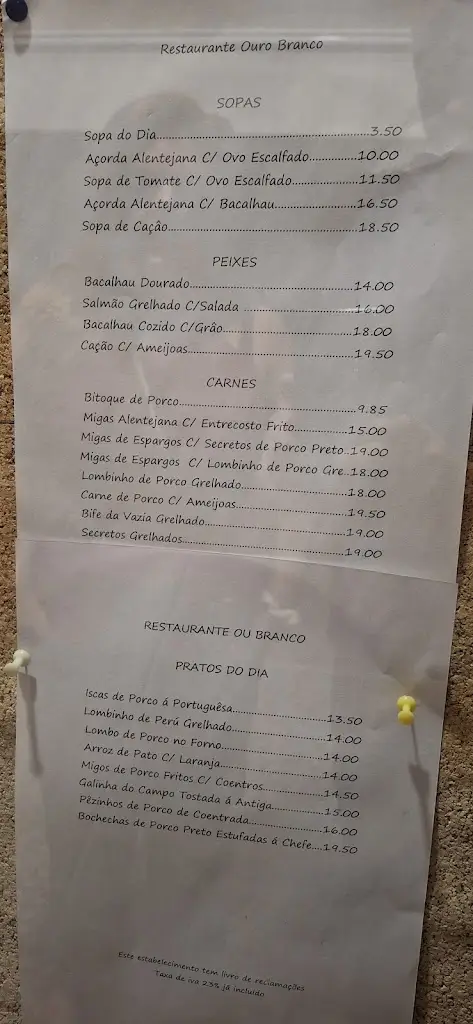 Restaurante Ouro Branco
SOPAS
Sopa do Dia...3.50
Açorda Alentejana C/ Ovo Escalfado...10.00
Sopa de Tomate C/ Ovo Escalfado...11.50
Açorda Alentejana C/ Bacalhau...16.50
Sopa de Caçâo...18.50
PEIXES
Bacalhau Dourado...14.00
Salmão Grelhado C/Salada ...16.00
Bacalhau Cozido C/Grâo...18.00
Cação C/ Ameijoas...19.50
CARNES
Bitoque de Porco...9.85
Migas Alentejana C/ Entrecosto Frito...15.00
Migas de Espargos C/ Secretos de Porco Preto..19.00
Migas de Espargos C/ Lombinho de Porco Gre..18.00
Lombinho de Porco Grelhado...18.00
Carne de Porco C/ Ameijoas...19.50
Bife da Vazia Grelhado...19.00
Secretos Grelhados...19.00
RESTAURANTE OU BRANCO
PRATOS DO DIA
Iscas de Porco á Portuguêsa...13.50
Lombinho de Perú Grelhado...14.00
Lombo de Porco no Forno...14.00
Arroz de Pato C/ Laranja...14.00
Migos de Porco Fritos C/ Coentros...14.50
Galinha do Campo Tostada á Antiga...15.00
Pêzinhos de Porco de Coentrada...16.00
Bochechas de Porco Preto Estufadas á Chefe....19.50
Este estabelecimento tem livro de reclamações
Taxa de iva 23% já incluído